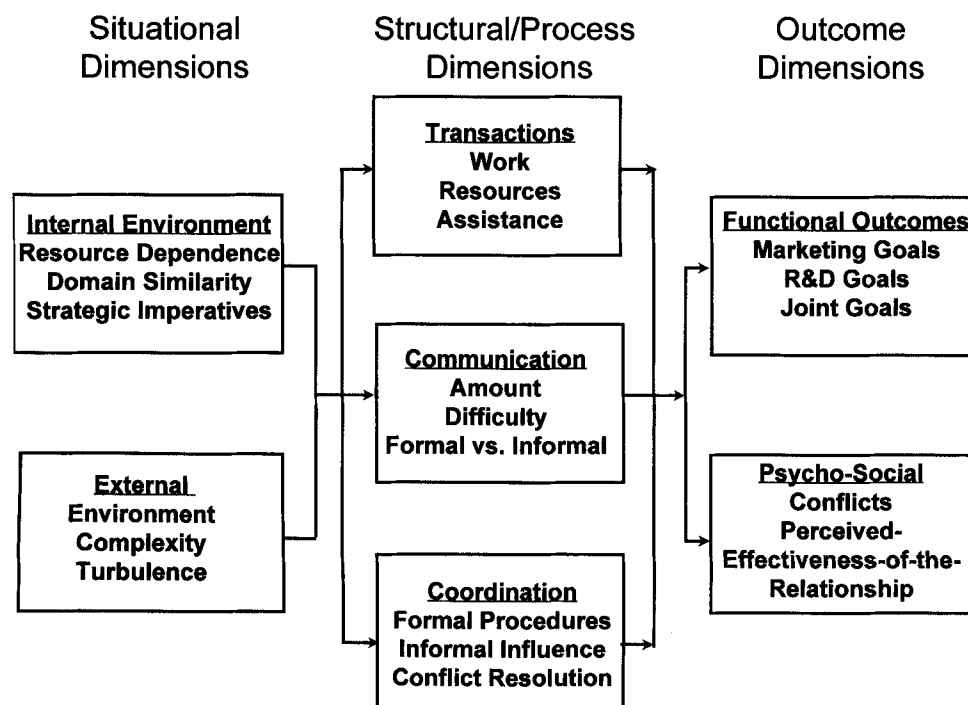 Situational
Dimensions
Structural/Process
Dimensions
Outcome
Dimensions
Internal Environment
Resource Dependence
Domain Similarity
Strategic Imperatives
External
Environment
Complexity
Turbulence
Transactions
Work
Resources
Assistance
Communication
Amount
Difficulty
Formal vs. Informal
Coordination
Formal Procedures
Informal Influence
Conflict Resolution
Functional Outcomes
Marketing Goals
R&D Goals
Joint Goals
Psycho-Social
Conflicts
Perceived-
Effectiveness-of-the-
Relationship